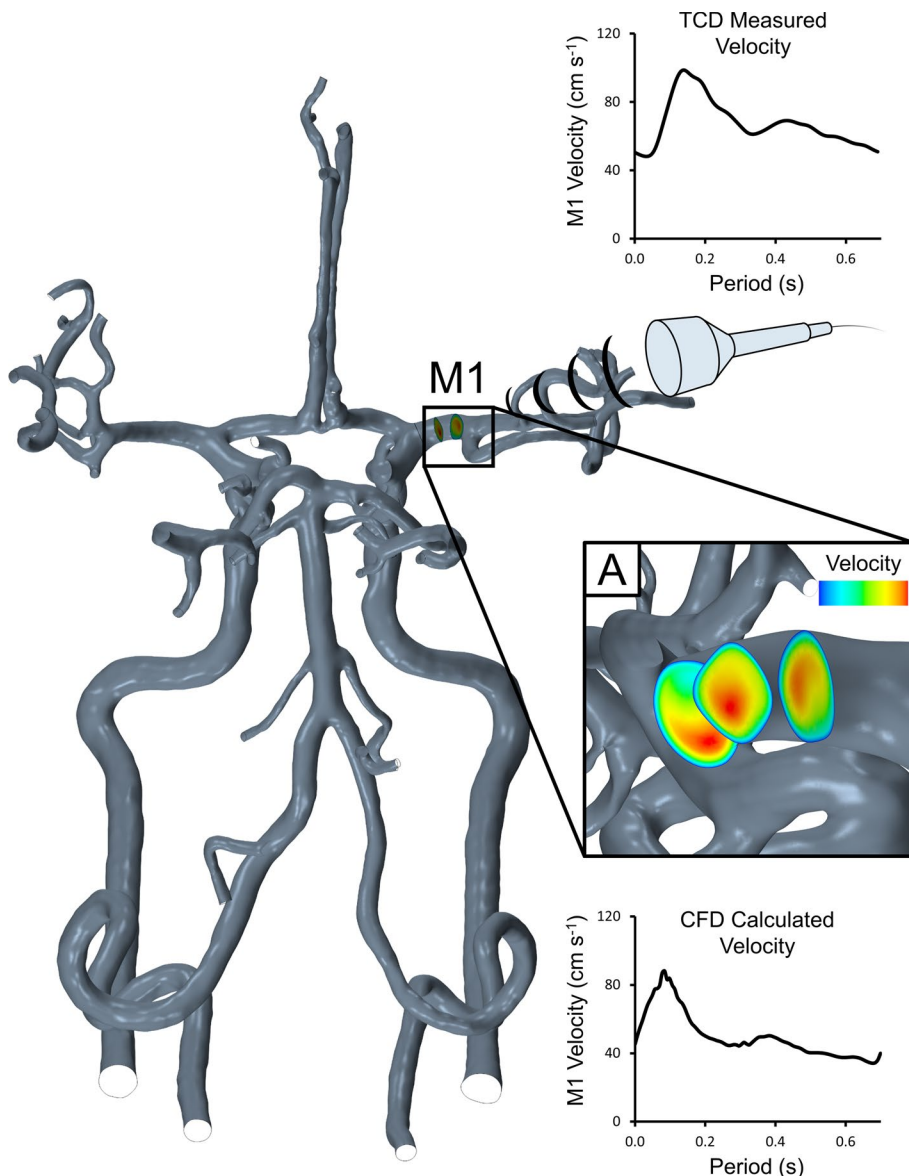 TCD Measured
Velocity
M1 Velocity (cm s⁻¹)
120
80
40
0
0.0 0.2 0.4 0.6
Period (s)
M1
A
Velocity
CFD Calculated
Velocity
M1 Velocity (cm s⁻¹)
120
80
40
0
0.0 0.2 0.4 0.6
Period (s)